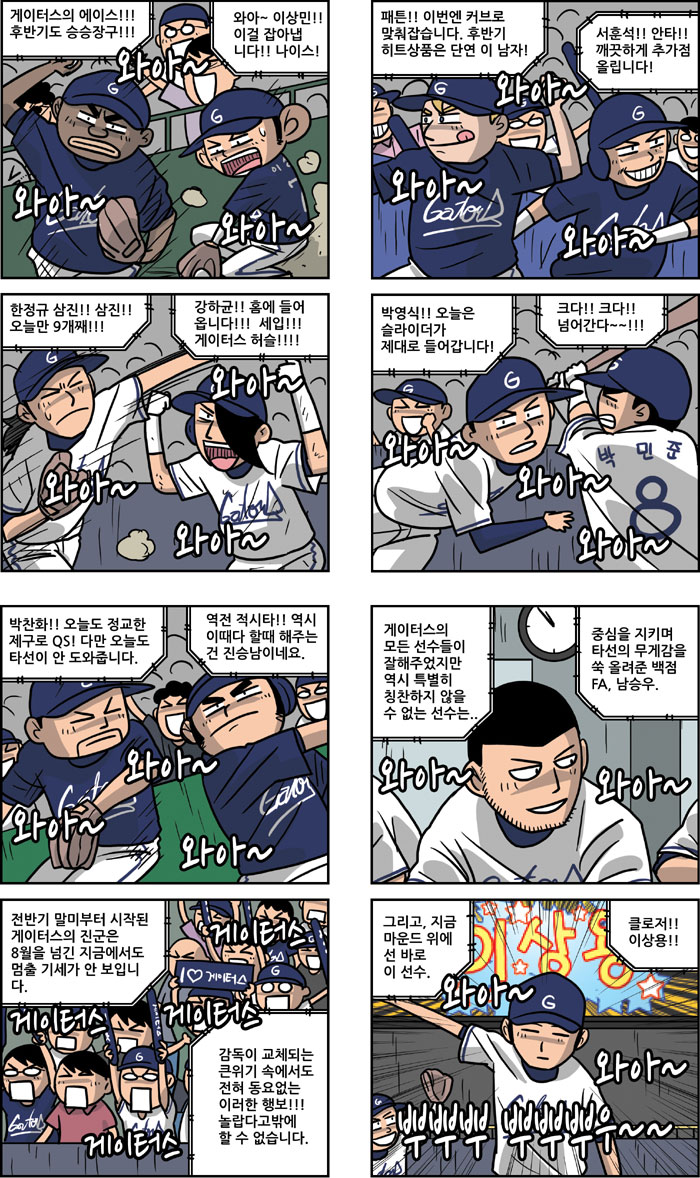 게이터스의 에이스!!!
후반기도 승승장구!!!
와아~ 이상민!!
이걸 잡아냅
니다!! 나이스!
와아~
G
G
와아~
와아~
패튼!! 이번엔 커브로
맞춰잡습니다. 후반기
히트상품은 단연 이 남자!
서훈석!! 안타!!
깨끗하게 추가점
올립니다!
와아~
G
G
와아~
Gators
와아~
한정규 삼진!! 삼진!!
오늘만 9개째!!!
강하균!! 홈에 들어
옵니다!!! 세입!!!
게이터스 허슬!!!!
와아~
G
와아~
Gators
와아~
박영식!! 오늘은
슬라이더가
제대로 들어갑니다!
크다!! 크다!!
넘어간다~~!!!
G
와아~
박민준
8
와아~
와아~
박찬화!! 오늘도 정교한
제구로 QS! 다만 오늘도
타선이 안 도와줍니다.
역전 적시타!! 역시
이때다 할때 해주는
건 진승남이네요.
와아~
Gators
와아~
와아~
게이터스의
모든 선수들이
잘해주었지만
역시 특별히
칭찬하지 않을
수 없는 선수는..
중심을 지키며
타선의 무게감을
쑥 올려준 백점
FA, 남승우.
와아~
와아~
전반기 말미부터 시작된
게이터스의 진군은
8월을 넘긴 지금에서도
멈출 기세가 안 보입니
다.
게이터스
I ♡ 게이터스
게이터스
게이터스
G
Gators
게이터스
감독이 교체되는
큰위기 속에서도
전혀 동요없는
이러한 행보!!!
놀랍다고밖에
할 수 없습니다.
그리고, 지금
마운드 위에
선 바로
이 선수.
클로저!!
이상용!!
이상용
와아~
G
와아~
뿌뿌뿌뿌 뿌뿌뿌뿌우~~